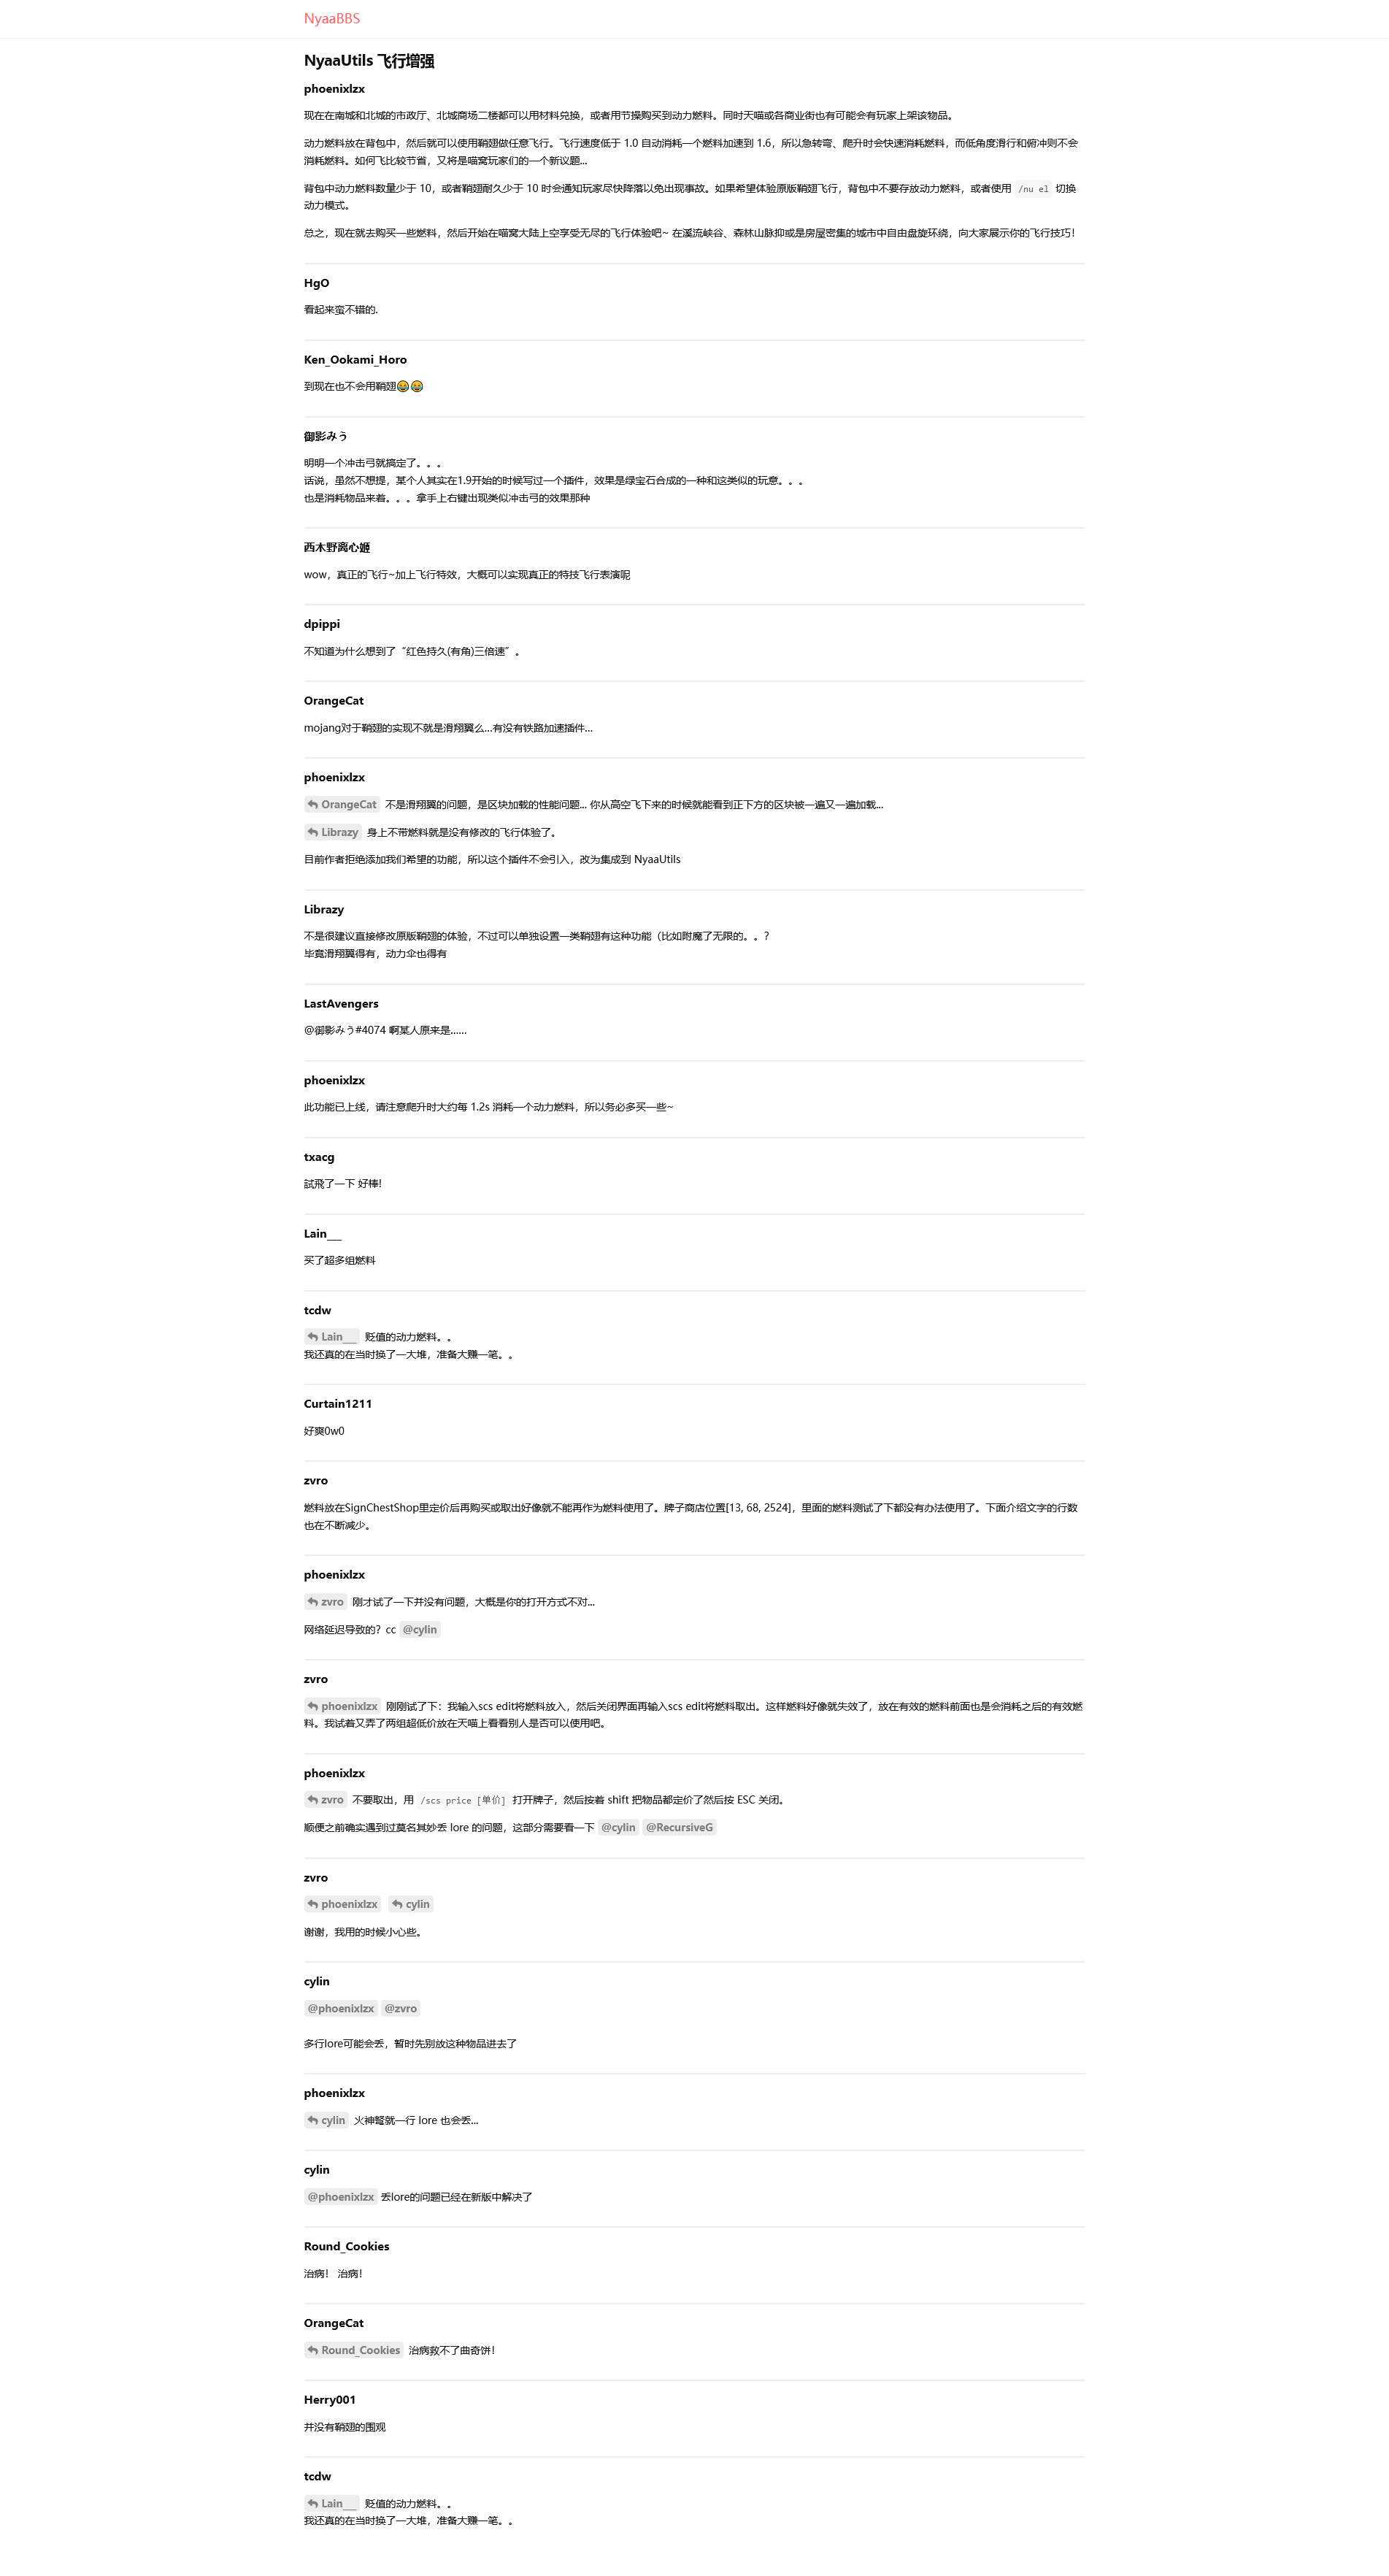 NyaaBBS
NyaaUtils 飞行增强
phoenixlzx
现在在南城和北城的市政厅、北城商场二楼都可以用材料兑换，或者用节操购买到动力燃料。同时天喵或各商业街也有可能会有玩家上架该物品。
动力燃料放在背包中，然后就可以使用鞘翅做任意飞行。飞行速度低于 1.0 自动消耗一个燃料加速到 1.6，所以急转弯、爬升时会快速消耗燃料，而低角度滑行和俯冲则不会
消耗燃料。如何飞比较节省，又将是喵窝玩家们的一个新议题...
背包中动力燃料数量少于 10，或者鞘翅耐久少于 10 时会通知玩家尽快降落以免出现事故。如果希望体验原版鞘翅飞行，背包中不要存放动力燃料，或者使用 /nu el 切换
动力模式。
总之，现在就去购买一些燃料，然后开始在喵窝大陆上空享受无尽的飞行体验吧~ 在溪流峡谷、森林山脉抑或是房屋密集的城市中自由盘旋环绕，向大家展示你的飞行技巧！
HgO
看起来蛮不错的.
Ken_Ookami_Horo
到现在也不会用鞘翅😂😂
御影みう
明明一个冲击弓就搞定了。。。
话说，虽然不想提，某个人其实在1.9开始的时候写过一个插件，效果是绿宝石合成的一种和这类似的玩意。。。
也是消耗物品来着。。。拿手上右键出现类似冲击弓的效果那种
西木野离心姬
wow，真正的飞行~加上飞行特效，大概可以实现真正的特技飞行表演呢
dpippi
不知道为什么想到了“红色持久(有角)三倍速”。
OrangeCat
mojang对于鞘翅的实现不就是滑翔翼么...有没有铁路加速插件...
phoenixlzx
OrangeCat 不是滑翔翼的问题，是区块加载的性能问题... 你从高空飞下来的时候就能看到正下方的区块被一遍又一遍加载...
Librazy 身上不带燃料就是没有修改的飞行体验了。
目前作者拒绝添加我们希望的功能，所以这个插件不会引入，改为集成到 NyaaUtils
Librazy
不是很建议直接修改原版鞘翅的体验，不过可以单独设置一类鞘翅有这种功能（比如附魔了无限的。。？
毕竟滑翔翼得有，动力伞也得有
LastAvengers
@御影みう#4074 啊某人原来是……
phoenixlzx
此功能已上线，请注意爬升时大约每 1.2s 消耗一个动力燃料，所以务必多买一些~
txacg
試飛了一下 好棒!
Lain___
买了超多组燃料
tcdw
Lain___ 贬值的动力燃料。。
我还真的在当时换了一大堆，准备大赚一笔。。
Curtain1211
好爽0w0
zvro
燃料放在SignChestShop里定价后再购买或取出好像就不能再作为燃料使用了。牌子商店位置[13, 68, 2524]，里面的燃料测试了下都没有办法使用了。下面介绍文字的行数
也在不断减少。
phoenixlzx
zvro 刚才试了一下并没有问题，大概是你的打开方式不对...
网络延迟导致的？cc @cylin
zvro
phoenixlzx 刚刚试了下：我输入scs edit将燃料放入，然后关闭界面再输入scs edit将燃料取出。这样燃料好像就失效了，放在有效的燃料前面也是会消耗之后的有效燃
料。我试着又弄了两组超低价放在天喵上看看别人是否可以使用吧。
phoenixlzx
zvro 不要取出，用 /scs price [单价] 打开牌子，然后按着 shift 把物品都定价了然后按 ESC 关闭。
顺便之前确实遇到过莫名其妙丢 lore 的问题，这部分需要看一下 @cylin @RecursiveG
zvro
phoenixlzx cylin
谢谢，我用的时候小心些。
cylin
@phoenixlzx @zvro
多行lore可能会丢，暂时先别放这种物品进去了
phoenixlzx
cylin 火神弩就一行 lore 也会丢...
cylin
@phoenixlzx 丢lore的问题已经在新版中解决了
Round_Cookies
治病！ 治病！
OrangeCat
Round_Cookies 治病救不了曲奇饼！
Herry001
并没有鞘翅的围观
tcdw
Lain___ 贬值的动力燃料。。
我还真的在当时换了一大堆，准备大赚一笔。。